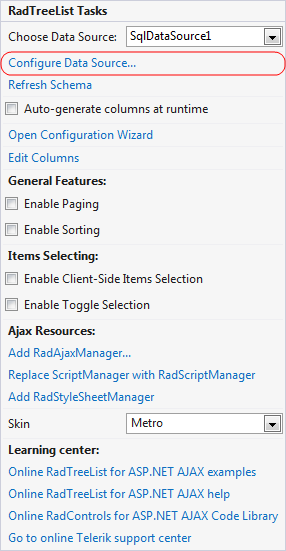 RadTreeList Tasks
Choose Data Source: SqlDataSource1
Configure Data Source...
Refresh Schema
Auto-generate columns at runtime
Open Configuration Wizard
Edit Columns
General Features:
Enable Paging
Enable Sorting
Items Selecting:
Enable Client-Side Items Selection
Enable Toggle Selection
Ajax Resources:
Add RadAjaxManager...
Replace ScriptManager with RadScriptManager
Add RadStyleSheetManager
Skin Metro
Learning center:
Online RadTreeList for ASP.NET AJAX examples
Online RadTreeList for ASP.NET AJAX help
Online RadControls for ASP.NET AJAX Code Library
Go to online Telerik support center